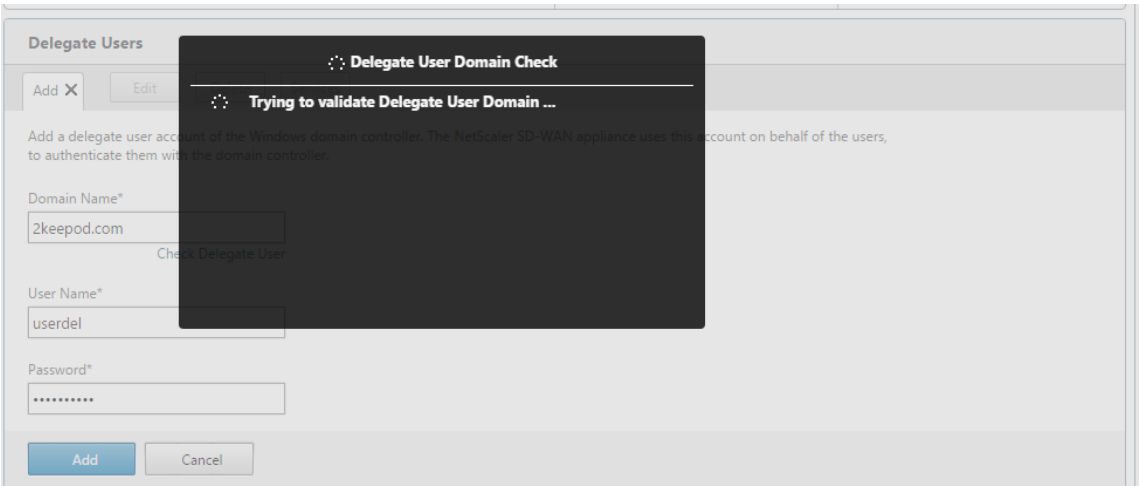 Delegate Users
Delegate User Domain Check
Add X
Edit
Trying to validate Delegate User Domain ...
Add a delegate user account of the Windows domain controller. The NetScaler SD-WAN appliance uses this account on behalf of the users,
to authenticate them with the domain controller.
Domain Name*
2keepod.com
Check Delegate User
User Name*
userdel
Password*
••••••••••
Add
Cancel